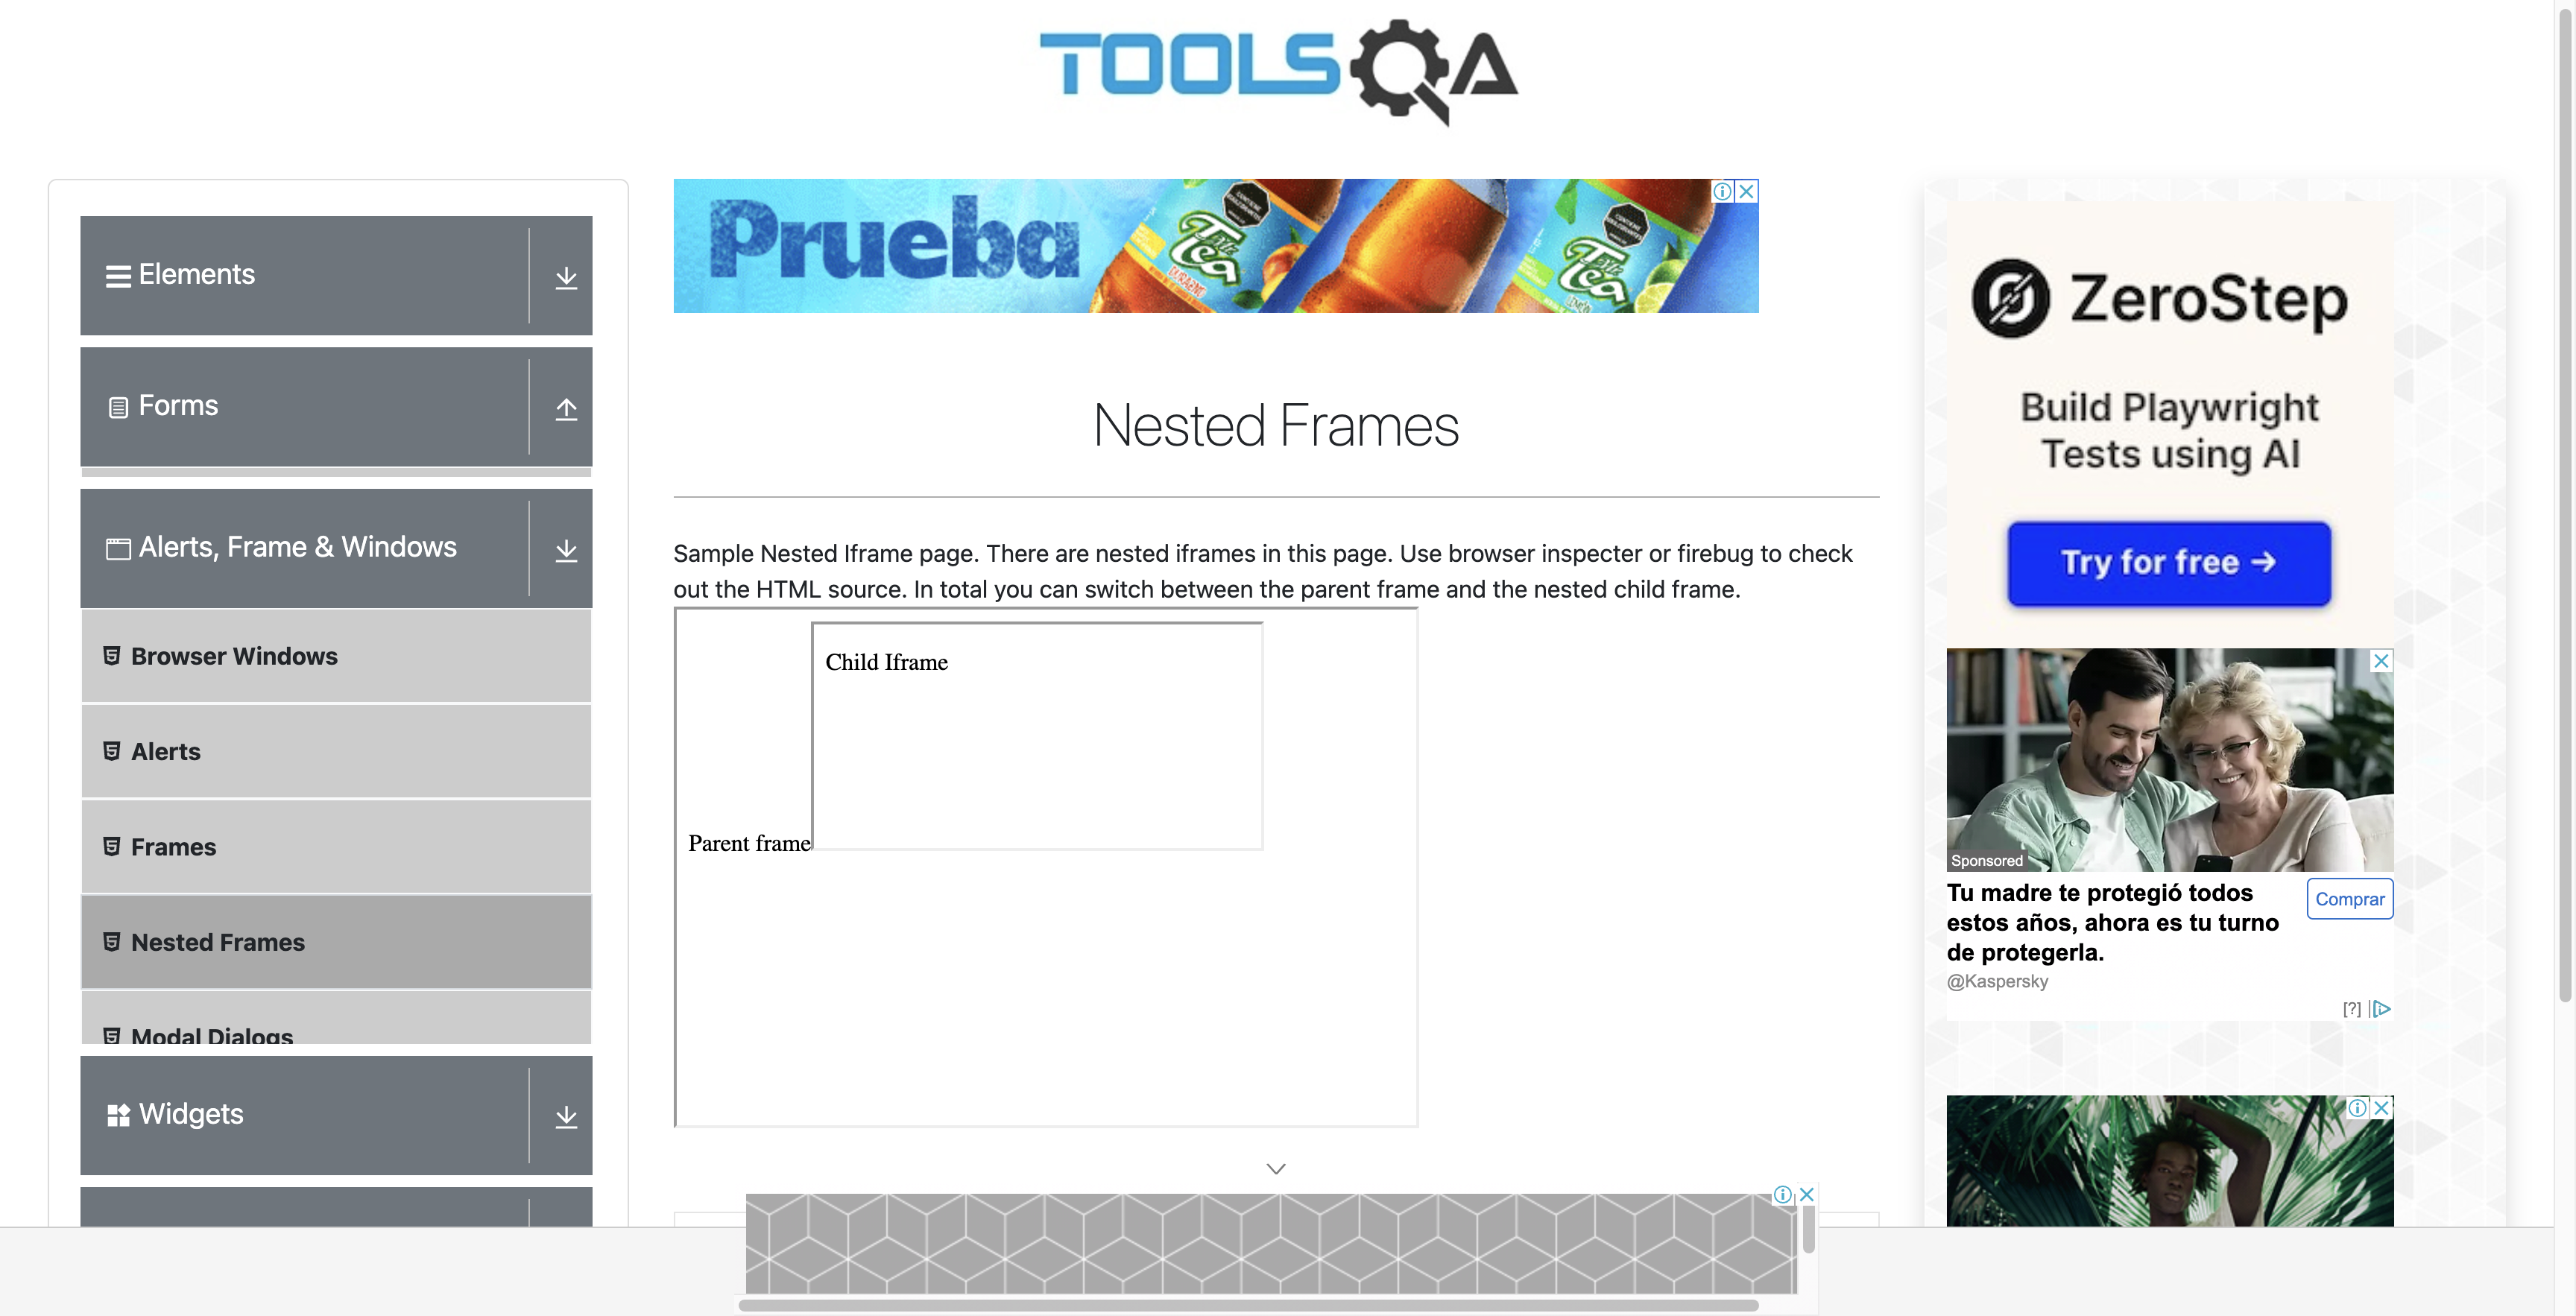 TOOLSQA
Elements
Forms
Alerts, Frame & Windows
Browser Windows
Alerts
Frames
Nested Frames
Modal Dialogs
Widgets
Prueba
Nested Frames
Sample Nested Iframe page. There are nested iframes in this page. Use browser inspecter or firebug to check
out the HTML source. In total you can switch between the parent frame and the nested child frame.
Child Iframe
Parent frame
ZeroStep
Build Playwright
Tests using AI
Try for free →
Sponsored
Tu madre te protegió todos
estos años, ahora es tu turno
de protegerla.
Comprar
@Kaspersky
[?]